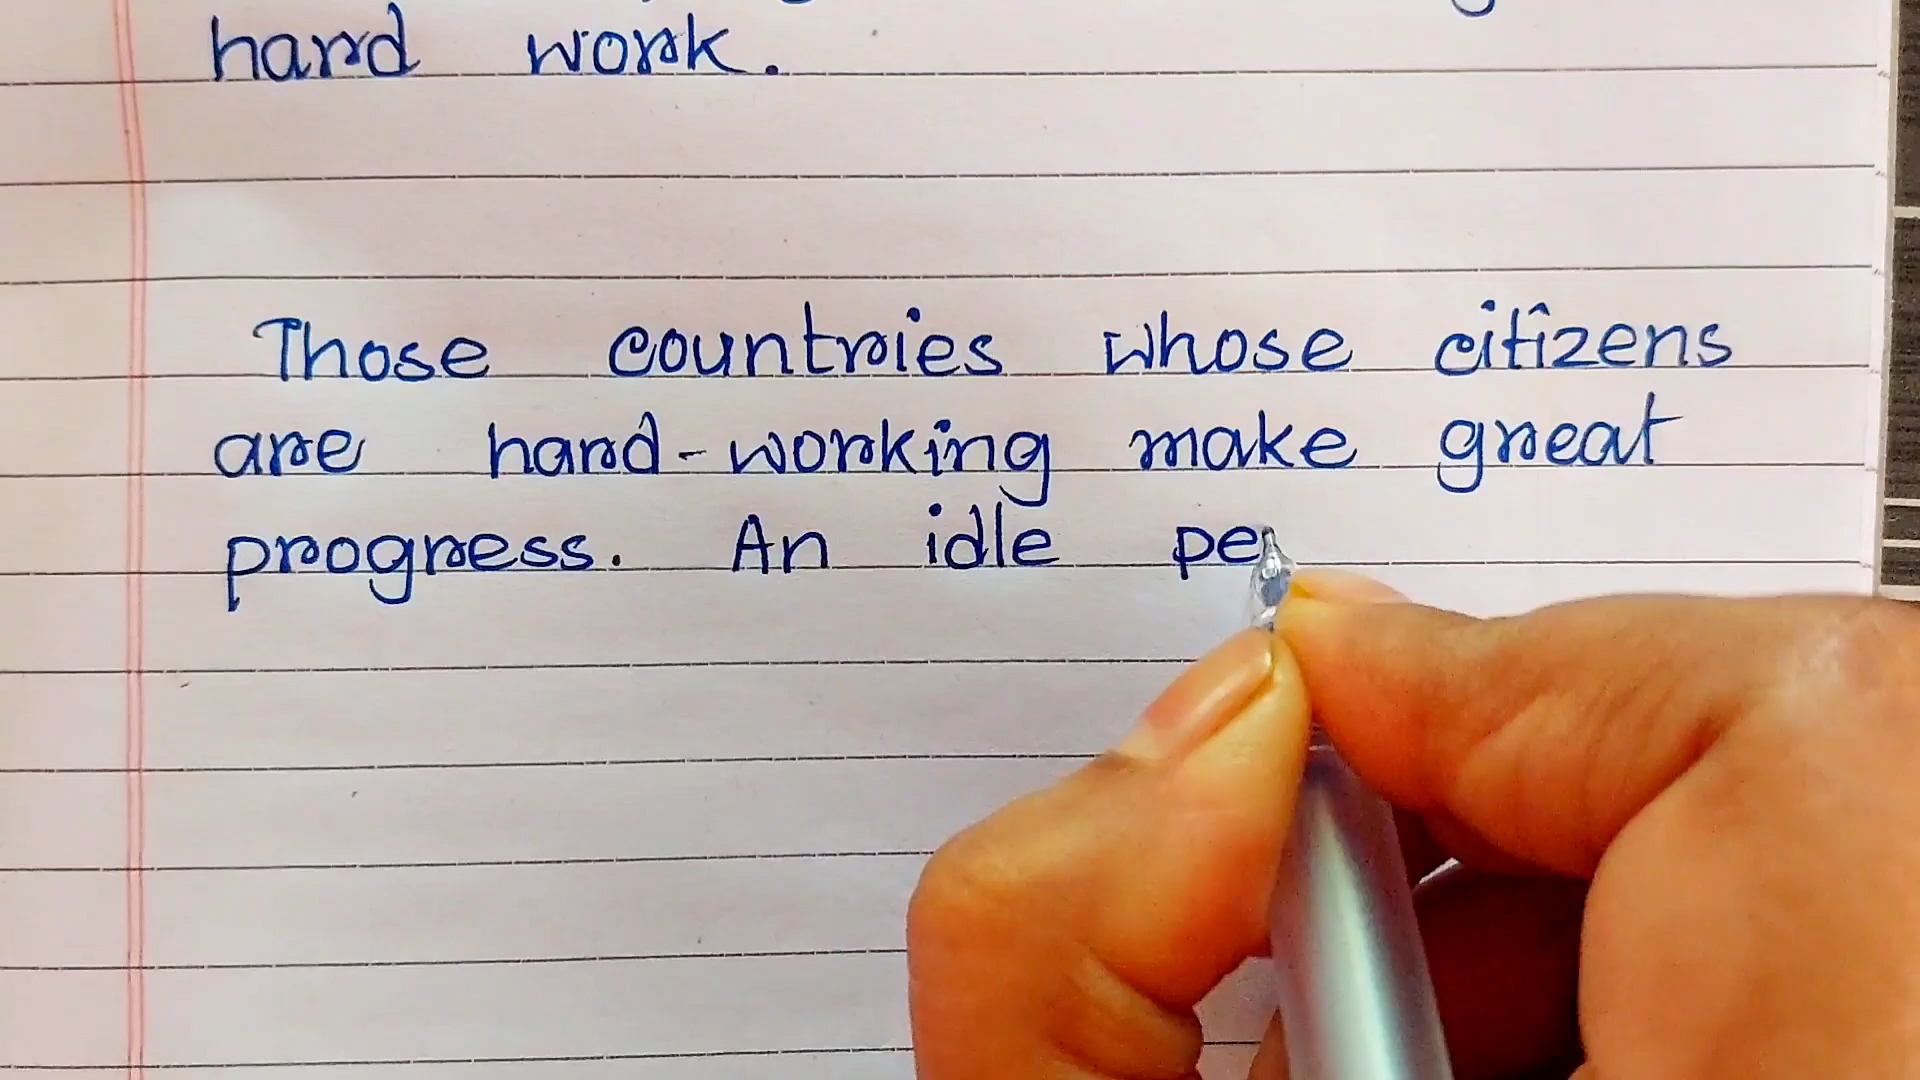 hard work.
Those countries whose citizens
are hard-working make great
progress. An idle pe